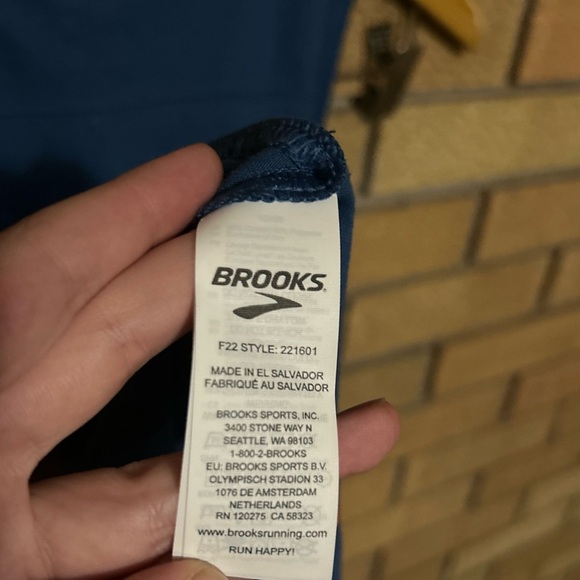 BROOKS
F22 STYLE: 221601
MADE IN EL SALVADOR
FABRIQUÉ AU SALVADOR
BROOKS SPORTS, INC.
3400 STONE WAY N
SEATTLE, WA 98103
1-800-2-BROOKS
EU: BROOKS SPORTS B.V.
OLYMPISCH STADION 33
1076 DE AMSTERDAM
NETHERLANDS
RN 120275 CA 58323
www.brooksrunning.com
RUN HAPPY!